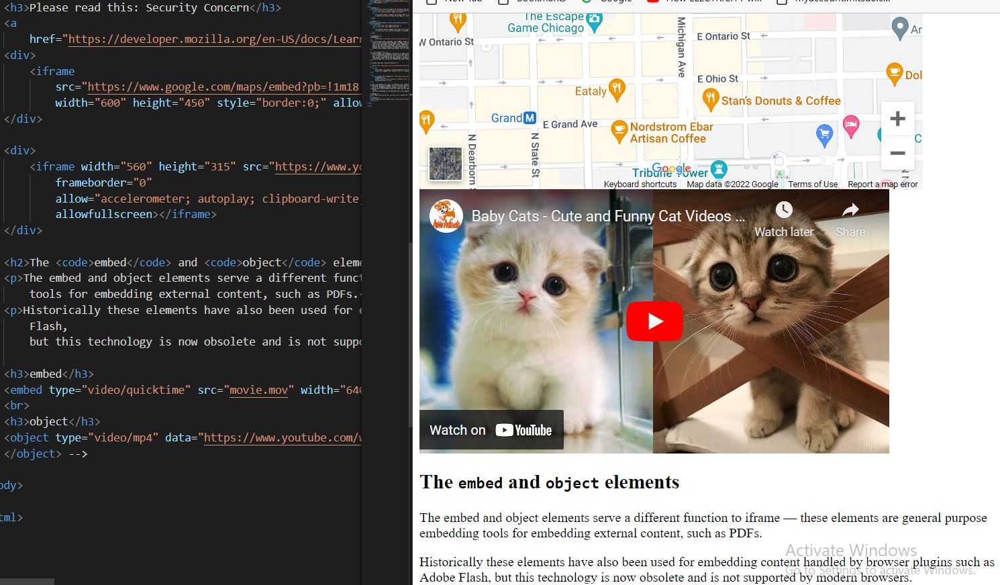 <h3>Please read this: Security Concern</h3>
<a
href="https://developer.mozilla.org/en-US/docs/Learn
<div>
<iframe
src="https://www.google.com/maps/embed?pb=!1m18
width="600" height="450" style="border:0;" allow
</div>
<div>
<iframe width="560" height="315" src="https://www.yo
frameborder="0"
allow="accelerometer; autoplay; clipboard-write;
allowfullscreen></iframe>
</div>
<h2>The <code>embed</code> and <code>object</code> eleme
<p>The embed and object elements serve a different funct
tools for embedding external content, such as PDFs.
<p>Historically these elements have also been used for e
Flash,
but this technology is now obsolete and is not suppo
<h3>embed</h3>
<embed type="video/quicktime" src="movie.mov" width="640
<br>
<h3>object</h3>
<object type="video/mp4" data="https://www.youtube.com/w
</object> -->
ody>
tml>
The Escape
Game Chicago
Michigan Ave
E Ontario St
W Ontario St
Ar
Dol
E Ohio St
Eataly
Stan's Donuts & Coffee
Grand M
E Grand Ave
Nordstrom Ebar
Artisan Coffee
N Dearborn S
N State St
C
Google
Tribune Tower
Keyboard shortcuts Map data ©2022 Google Terms of Use Report a map error
Baby Cats - Cute and Funny Cat Videos ...
Watch later Share
Watch on YouTube
The embed and object elements
The embed and object elements serve a different function to iframe — these elements are general purpose
embedding tools for embedding external content, such as PDFs.
Activate Windows
Historically these elements have also been used for embedding content handled by browser plugins such as
Go to Settings to activate Windows.
Adobe Flash, but this technology is now obsolete and is not supported by modern browsers.